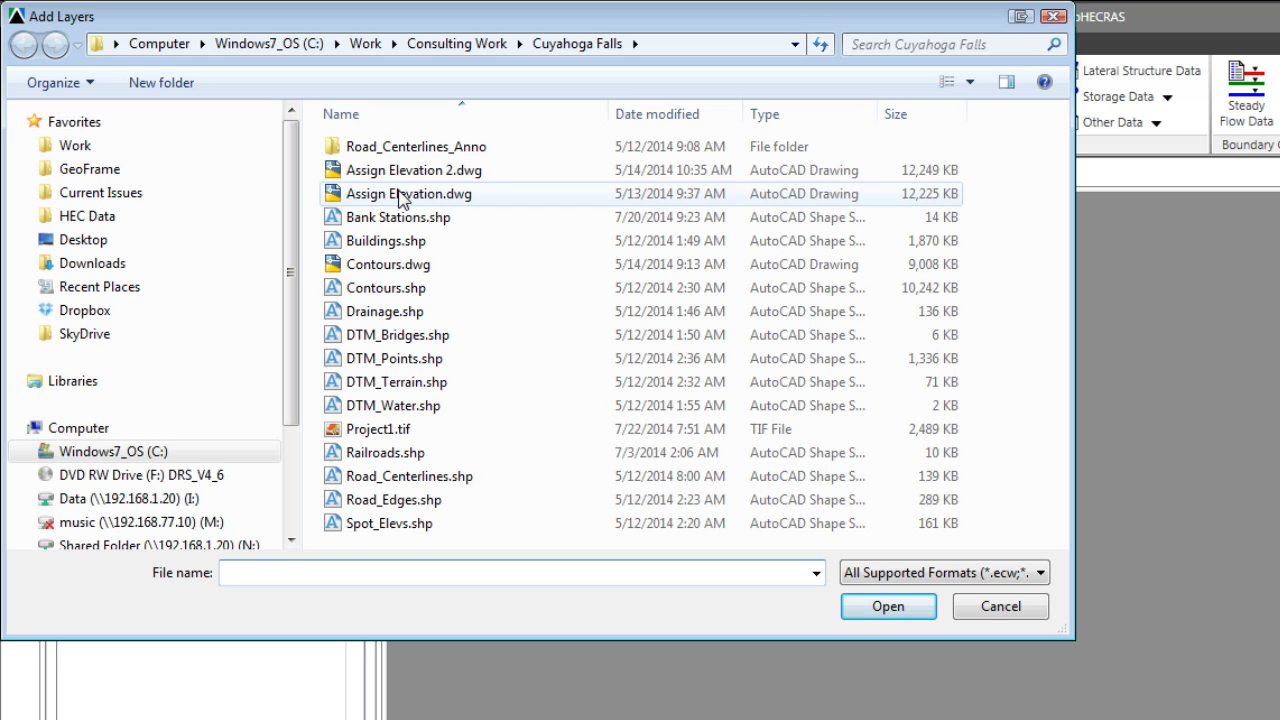 Add Layers
oHECRAS
Computer Windows7_OS (C:) Work Consulting Work Cuyahoga Falls Search Cuyahoga Falls
Organize New folder
Lateral Structure Data
Storage Data
Other Data
Steady
Flow Data
Boundary
Favorites
Work
GeoFrame
Current Issues
HEC Data
Desktop
Downloads
Recent Places
Dropbox
SkyDrive
Libraries
Computer
Windows7_OS (C:)
DVD RW Drive (F:) DRS_V4_6
Data (\\192.168.1.20) (I:)
music (\\192.168.77.10) (M:)
Shared Folder (\\192.168.1.20) (N:)
Name Date modified Type Size
Road_Centerlines_Anno 5/12/2014 9:08 AM File folder
Assign Elevation 2.dwg 5/14/2014 10:35 AM AutoCAD Drawing 12,249 KB
Assign Elevation.dwg 5/13/2014 9:37 AM AutoCAD Drawing 12,225 KB
Bank Stations.shp 7/20/2014 9:23 AM AutoCAD Shape S... 14 KB
Buildings.shp 5/12/2014 1:49 AM AutoCAD Shape S... 1,870 KB
Contours.dwg 5/14/2014 9:13 AM AutoCAD Drawing 9,008 KB
Contours.shp 5/12/2014 2:30 AM AutoCAD Shape S... 10,242 KB
Drainage.shp 5/12/2014 1:46 AM AutoCAD Shape S... 136 KB
DTM_Bridges.shp 5/12/2014 1:50 AM AutoCAD Shape S... 6 KB
DTM_Points.shp 5/12/2014 2:36 AM AutoCAD Shape S... 1,336 KB
DTM_Terrain.shp 5/12/2014 2:32 AM AutoCAD Shape S... 71 KB
DTM_Water.shp 5/12/2014 1:55 AM AutoCAD Shape S... 2 KB
Project1.tif 7/22/2014 7:51 AM TIF File 2,489 KB
Railroads.shp 7/3/2014 2:06 AM AutoCAD Shape S... 10 KB
Road_Centerlines.shp 5/12/2014 8:00 AM AutoCAD Shape S... 139 KB
Road_Edges.shp 5/12/2014 2:23 AM AutoCAD Shape S... 289 KB
Spot_Elevs.shp 5/12/2014 2:20 AM AutoCAD Shape S... 161 KB
File name: All Supported Formats (*.ecw;*.
Open Cancel